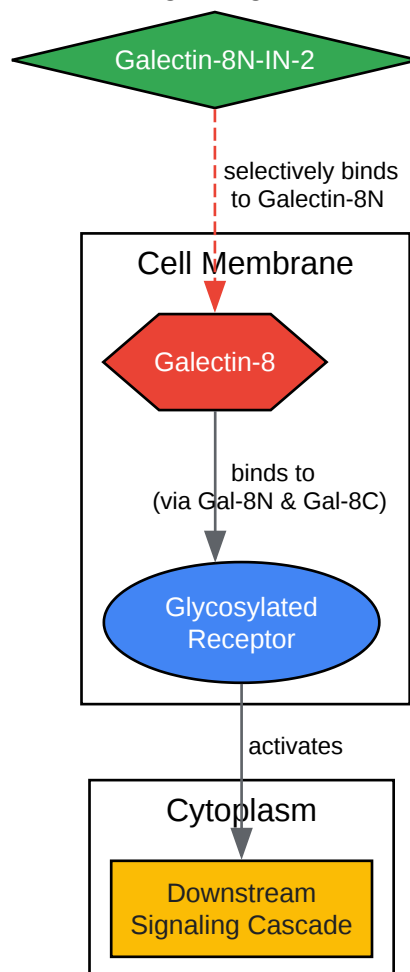 Galectin-8N-IN-2
selectively binds
to Galectin-8N
Cell Membrane
Galectin-8
binds to
(via Gal-8N & Gal-8C)
Glycosylated
Receptor
activates
Cytoplasm
Downstream
Signaling Cascade